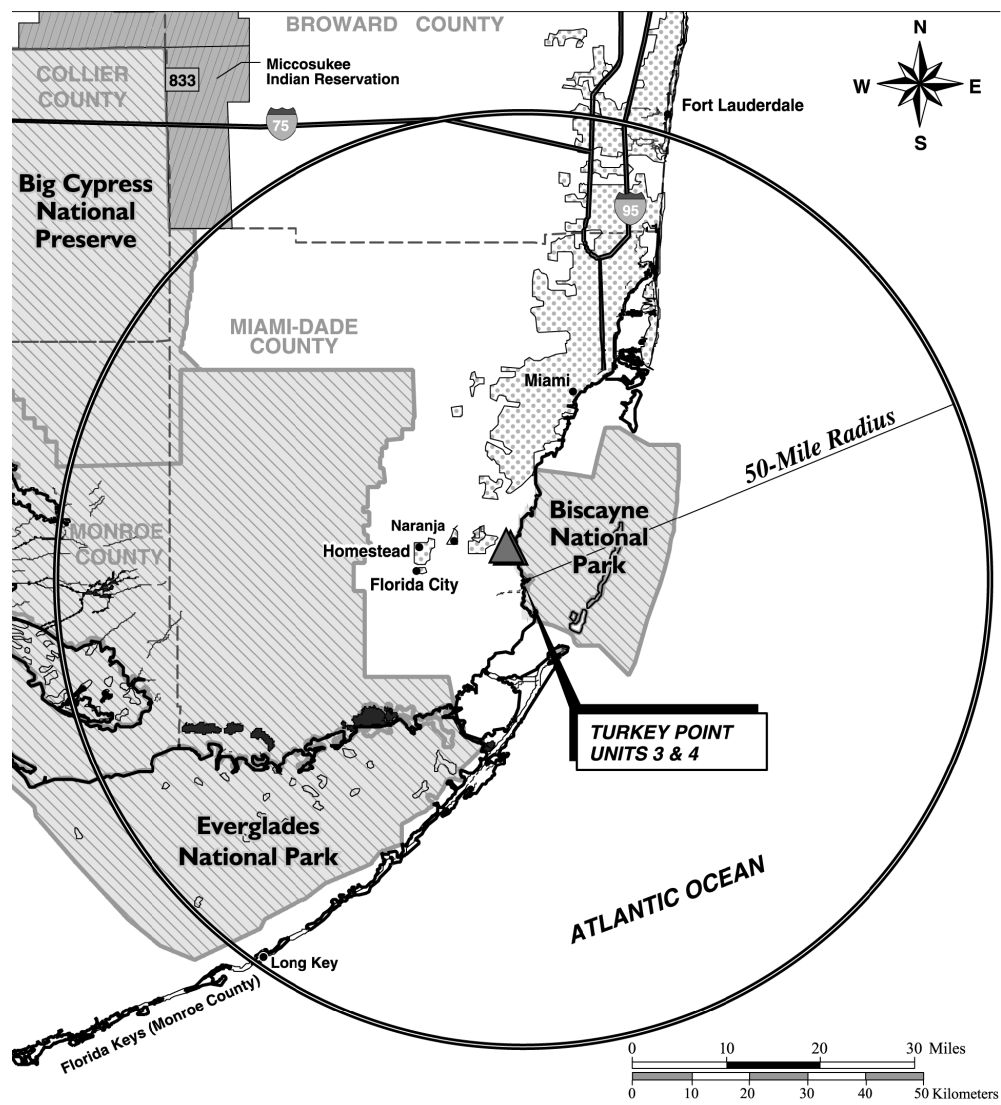 BROWARD COUNTY
N
W E
S
COLLIER
COUNTY
833
Miccosukee
Indian Reservation
75
Fort Lauderdale
Big Cypress
National
Preserve
95
MIAMI-DADE
COUNTY
Miami
50-Mile Radius
Biscayne
National
Park
MONROE
COUNTY
Naranja
Homestead
Florida City
TURKEY POINT
UNITS 3 & 4
Everglades
National Park
ATLANTIC OCEAN
Long Key
Florida Keys (Monroe County)
0 10 20 30 Miles
0 10 20 30 40 50 Kilometers